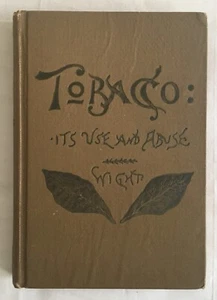 TOBACCO:
·ITS USE AND ABUSE
WIGHT